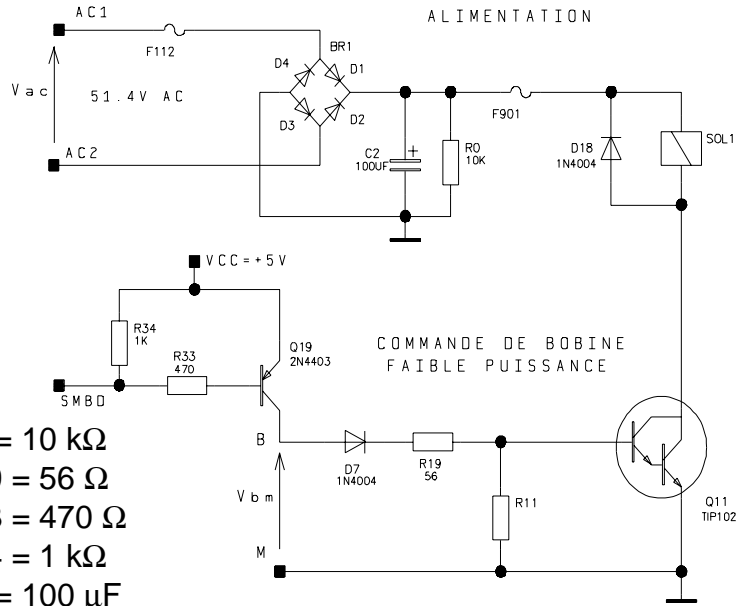 AC1
ALIMENTATION
F112
BR1
D4
D1
Vac
51.4V AC
D3
D2
F901
AC2
C2
100UF
+
R0
10K
D18
1N4004
SOL1
VCC=+5V
R34
1K
R33
470
Q19
2N4403
COMMANDE DE BOBINE
FAIBLE PUISSANCE
SMBD
B
D7
1N4004
R19
56
R11
Q11
TIP102
Vbm
M
= 10 kΩ
= 56 Ω
= 470 Ω
= 1 kΩ
= 100 µF